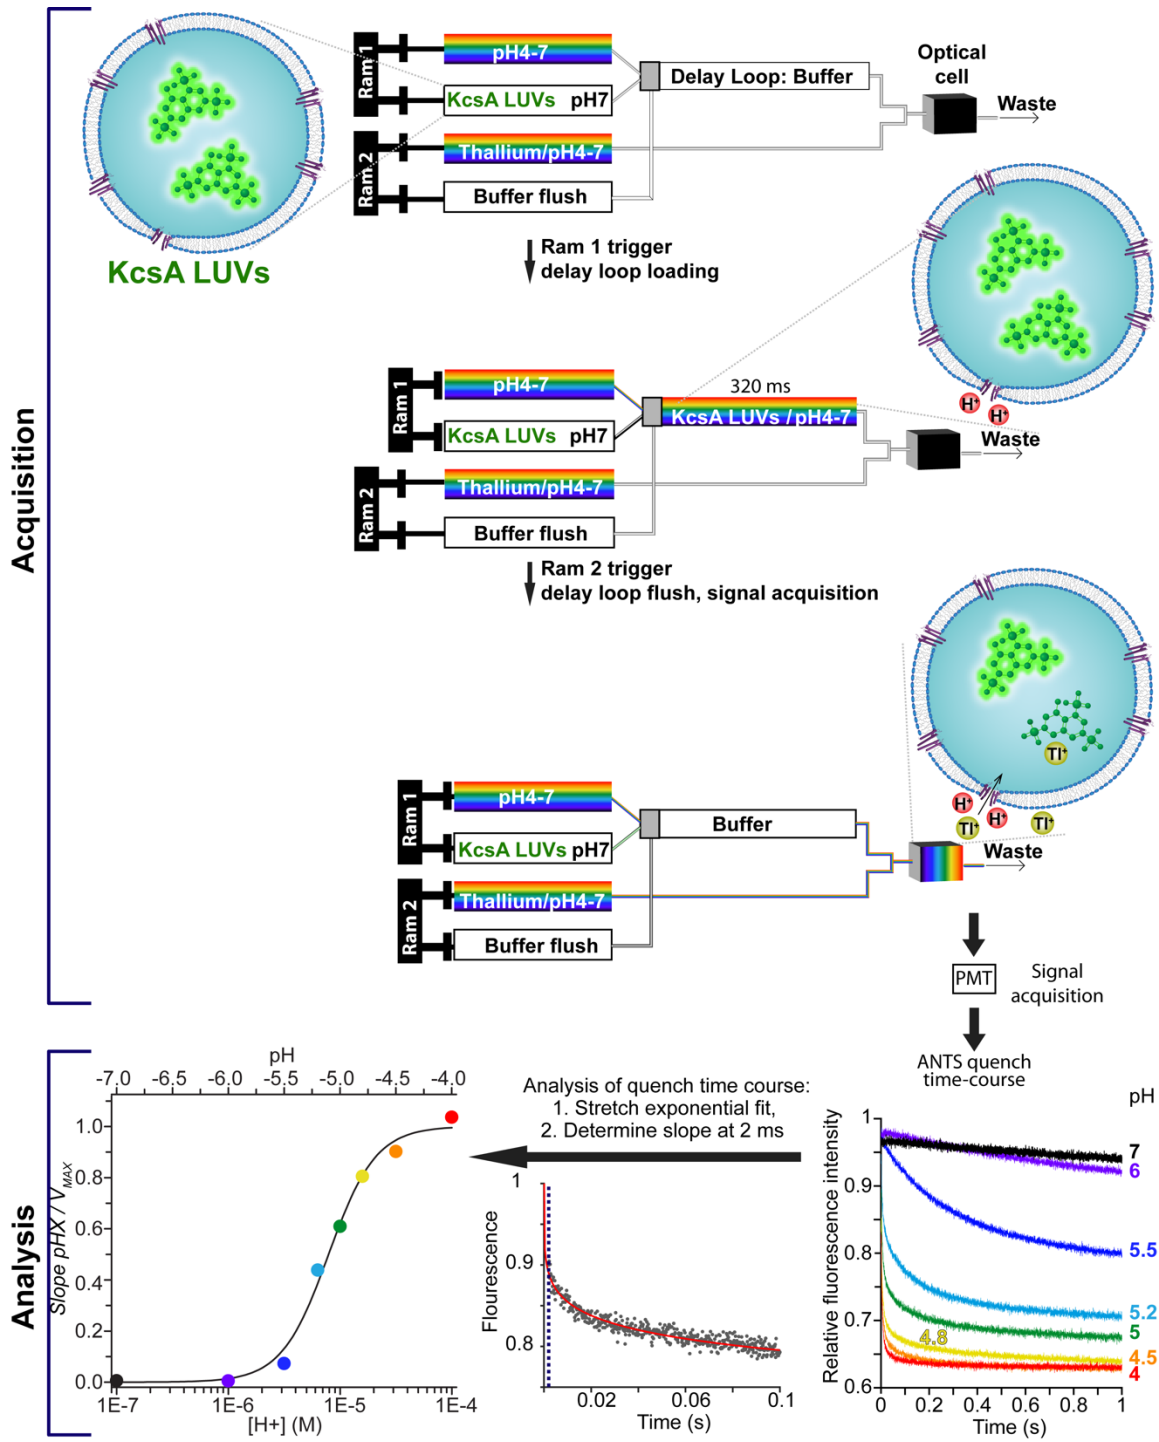 Acquisition
KcsA LUVs
Ram 1
pH4-7
KcsA LUVs pH7
Ram 2
Thallium/pH4-7
Buffer flush
Delay Loop: Buffer
Optical
cell
Waste
Ram 1 trigger
delay loop loading
Ram 1
pH4-7
KcsA LUVs pH7
Ram 2
Thallium/pH4-7
Buffer flush
320 ms
KcsA LUVs / pH4-7
H+
H+
Waste
Ram 2 trigger
delay loop flush, signal acquisition
Tl+
H+
H+
Tl+
Tl+
Ram 1
pH4-7
KcsA LUVs pH7
Ram 2
Thallium/pH4-7
Buffer flush
Buffer
Waste
PMT
Signal
acquisition
ANTS quench
time-course
Analysis
pH
-7.0 -6.5 -6.0 -5.5 -5.0 -4.5 -4.0
Slope pHX / VMAX
1.0
0.8
0.6
0.4
0.2
0.0
1E-7 1E-6 1E-5 1E-4
[H+] (M)
Analysis of quench time course:
1. Stretch exponential fit,
2. Determine slope at 2 ms
Flourescence
1
0.9
0.8
0.02 0.06 0.1
Time (s)
Relative fluorescence intensity
1
0.9
0.8
0.7
0.6
0 0.2 0.4 0.6 0.8 1
Time (s)
pH
7
6
5.5
5.2
5
4.8
4.5
4